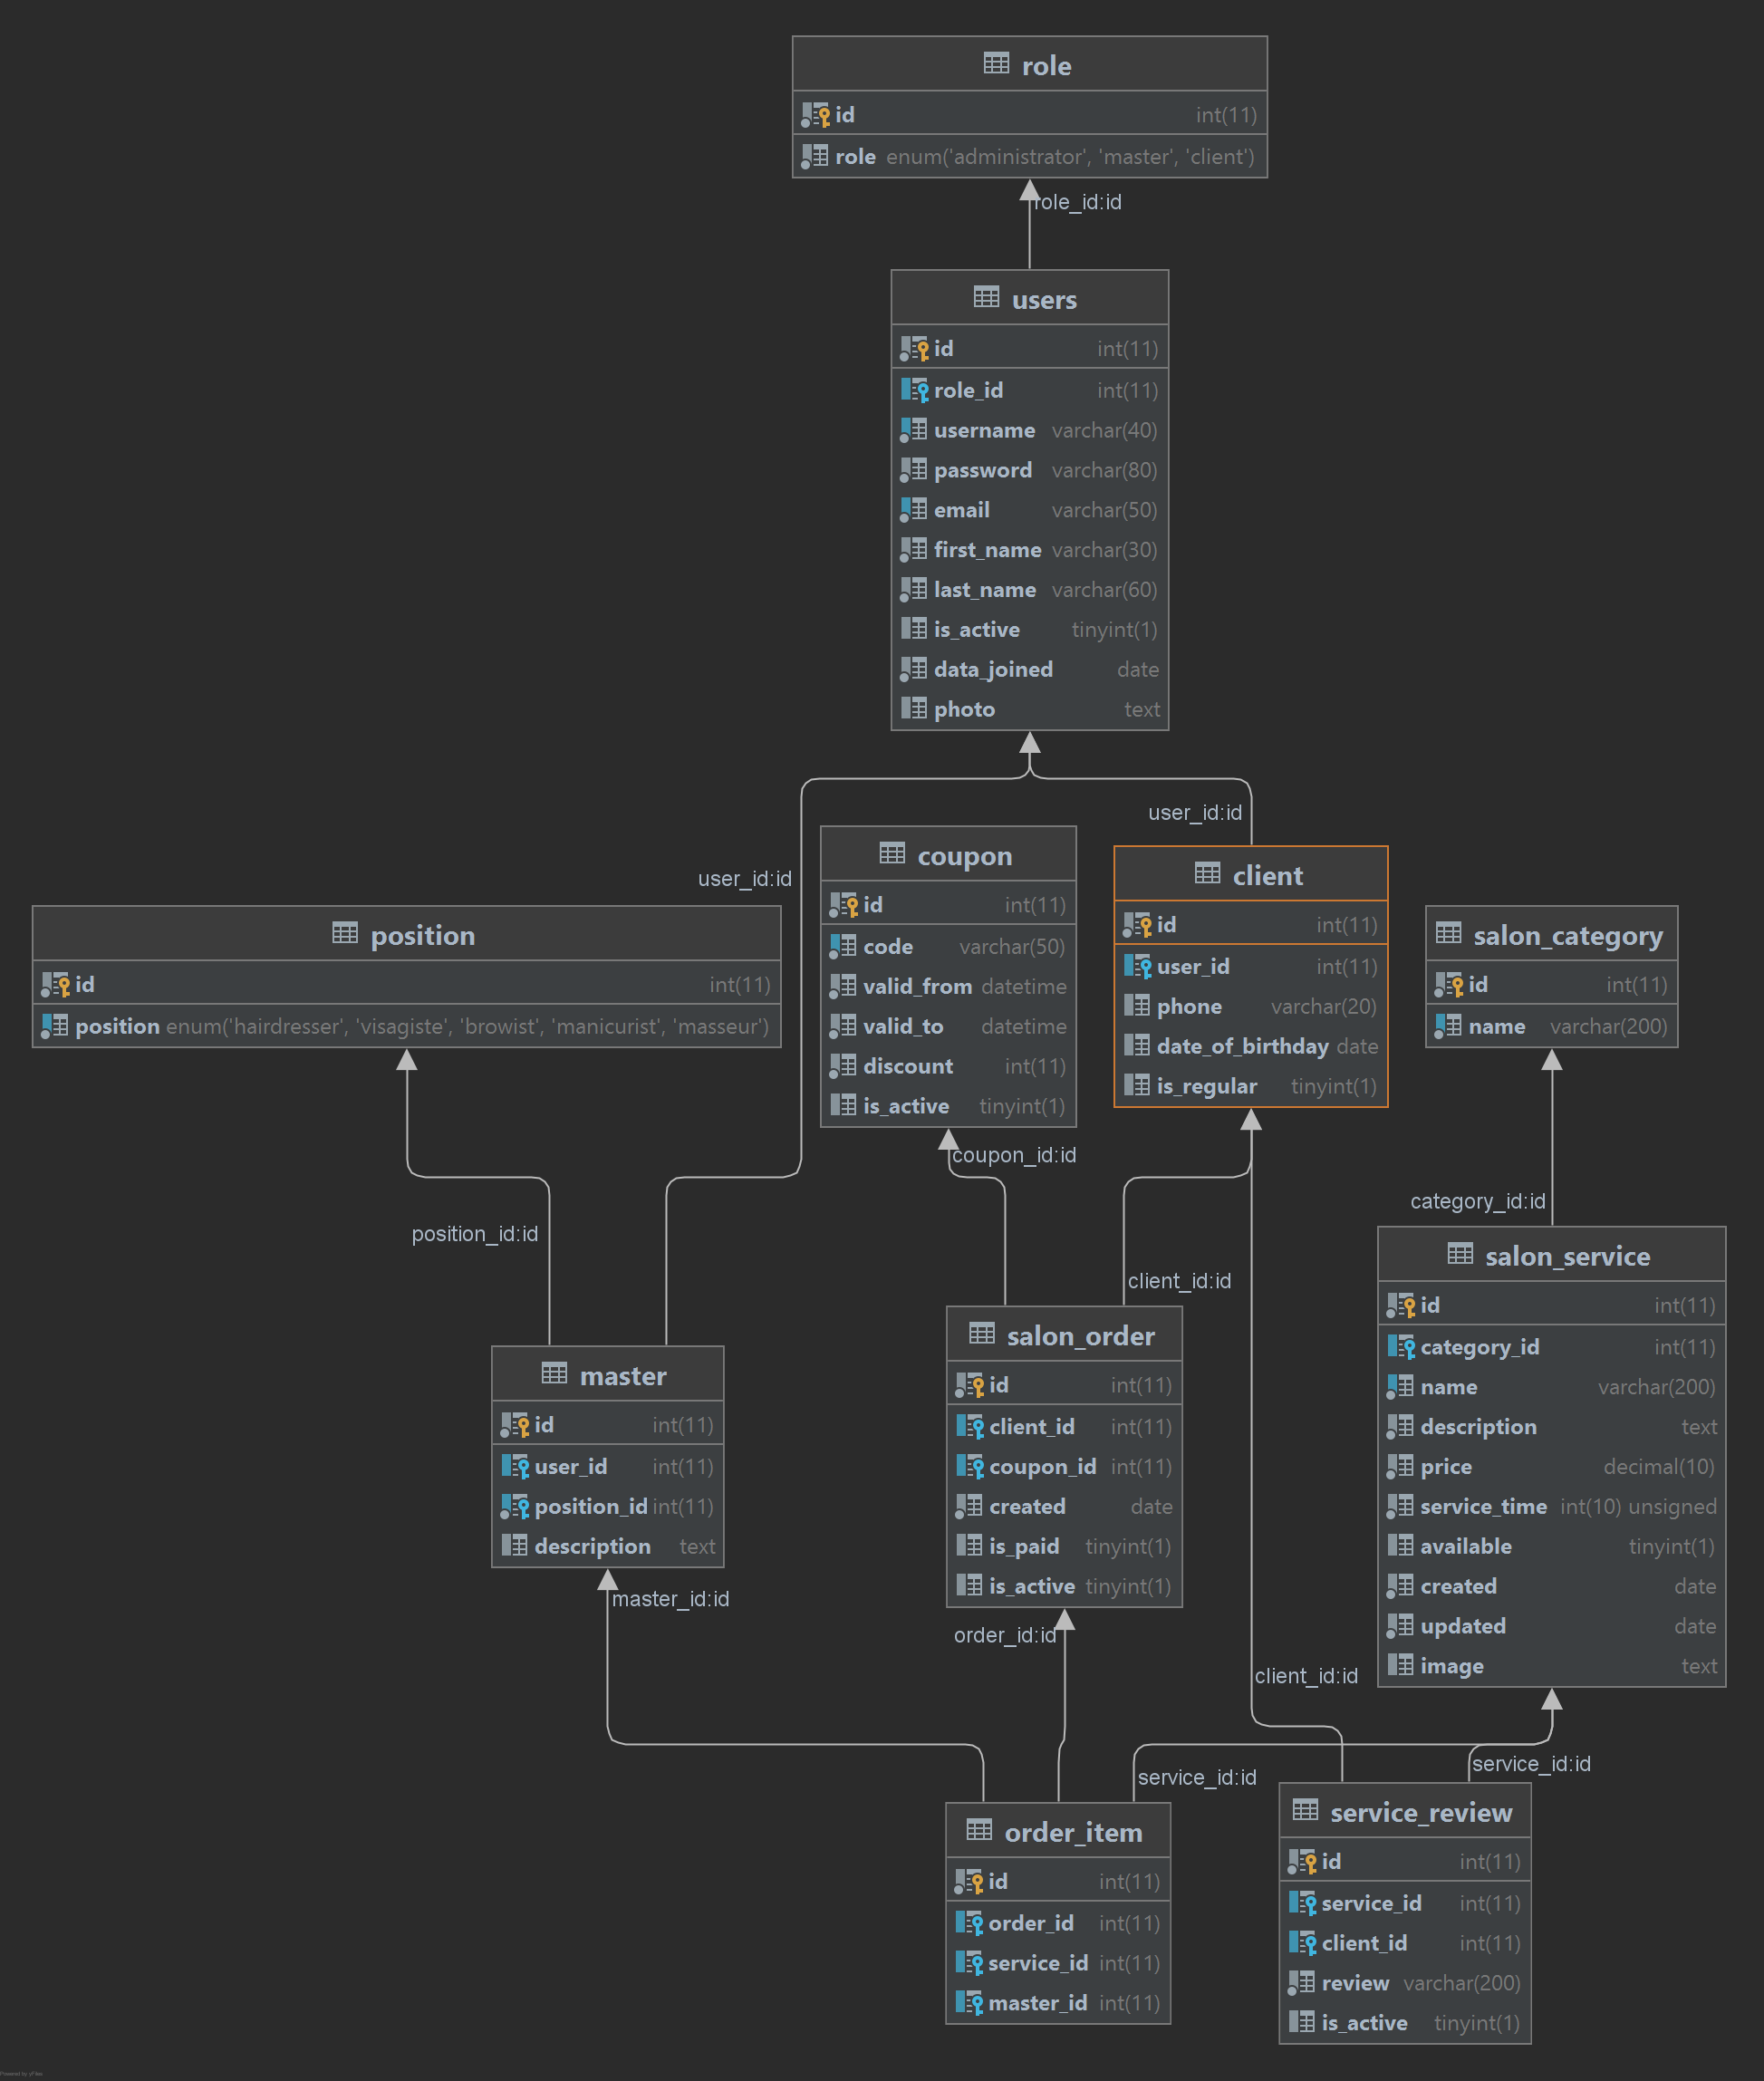 role
id int(11)
role enum('administrator', 'master', 'client')
role_id:id
users
id int(11)
role_id int(11)
username varchar(40)
password varchar(80)
email varchar(50)
first_name varchar(30)
last_name varchar(60)
is_active tinyint(1)
data_joined date
photo text
user_id:id
user_id:id
position
id int(11)
position enum('hairdresser', 'visagiste', 'browist', 'manicurist', 'masseur')
coupon
id int(11)
code varchar(50)
valid_from datetime
valid_to datetime
discount int(11)
is_active tinyint(1)
client
id int(11)
user_id int(11)
phone varchar(20)
date_of_birthday date
is_regular tinyint(1)
salon_category
id int(11)
name varchar(200)
position_id:id
coupon_id:id
client_id:id
category_id:id
master
id int(11)
user_id int(11)
position_id int(11)
description text
salon_order
id int(11)
client_id int(11)
coupon_id int(11)
created date
is_paid tinyint(1)
is_active tinyint(1)
salon_service
id int(11)
category_id int(11)
name varchar(200)
description text
price decimal(10)
service_time int(10) unsigned
available tinyint(1)
created date
updated date
image text
master_id:id
order_id:id
client_id:id
service_id:id
service_id:id
order_item
id int(11)
order_id int(11)
service_id int(11)
master_id int(11)
service_review
id int(11)
service_id int(11)
client_id int(11)
review varchar(200)
is_active tinyint(1)
Powered by yFiles